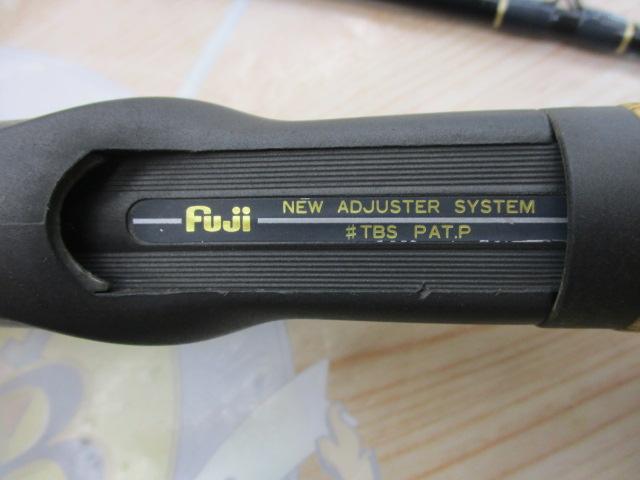 Fuji NEW ADJUSTER SYSTEM
#TBS PAT.P